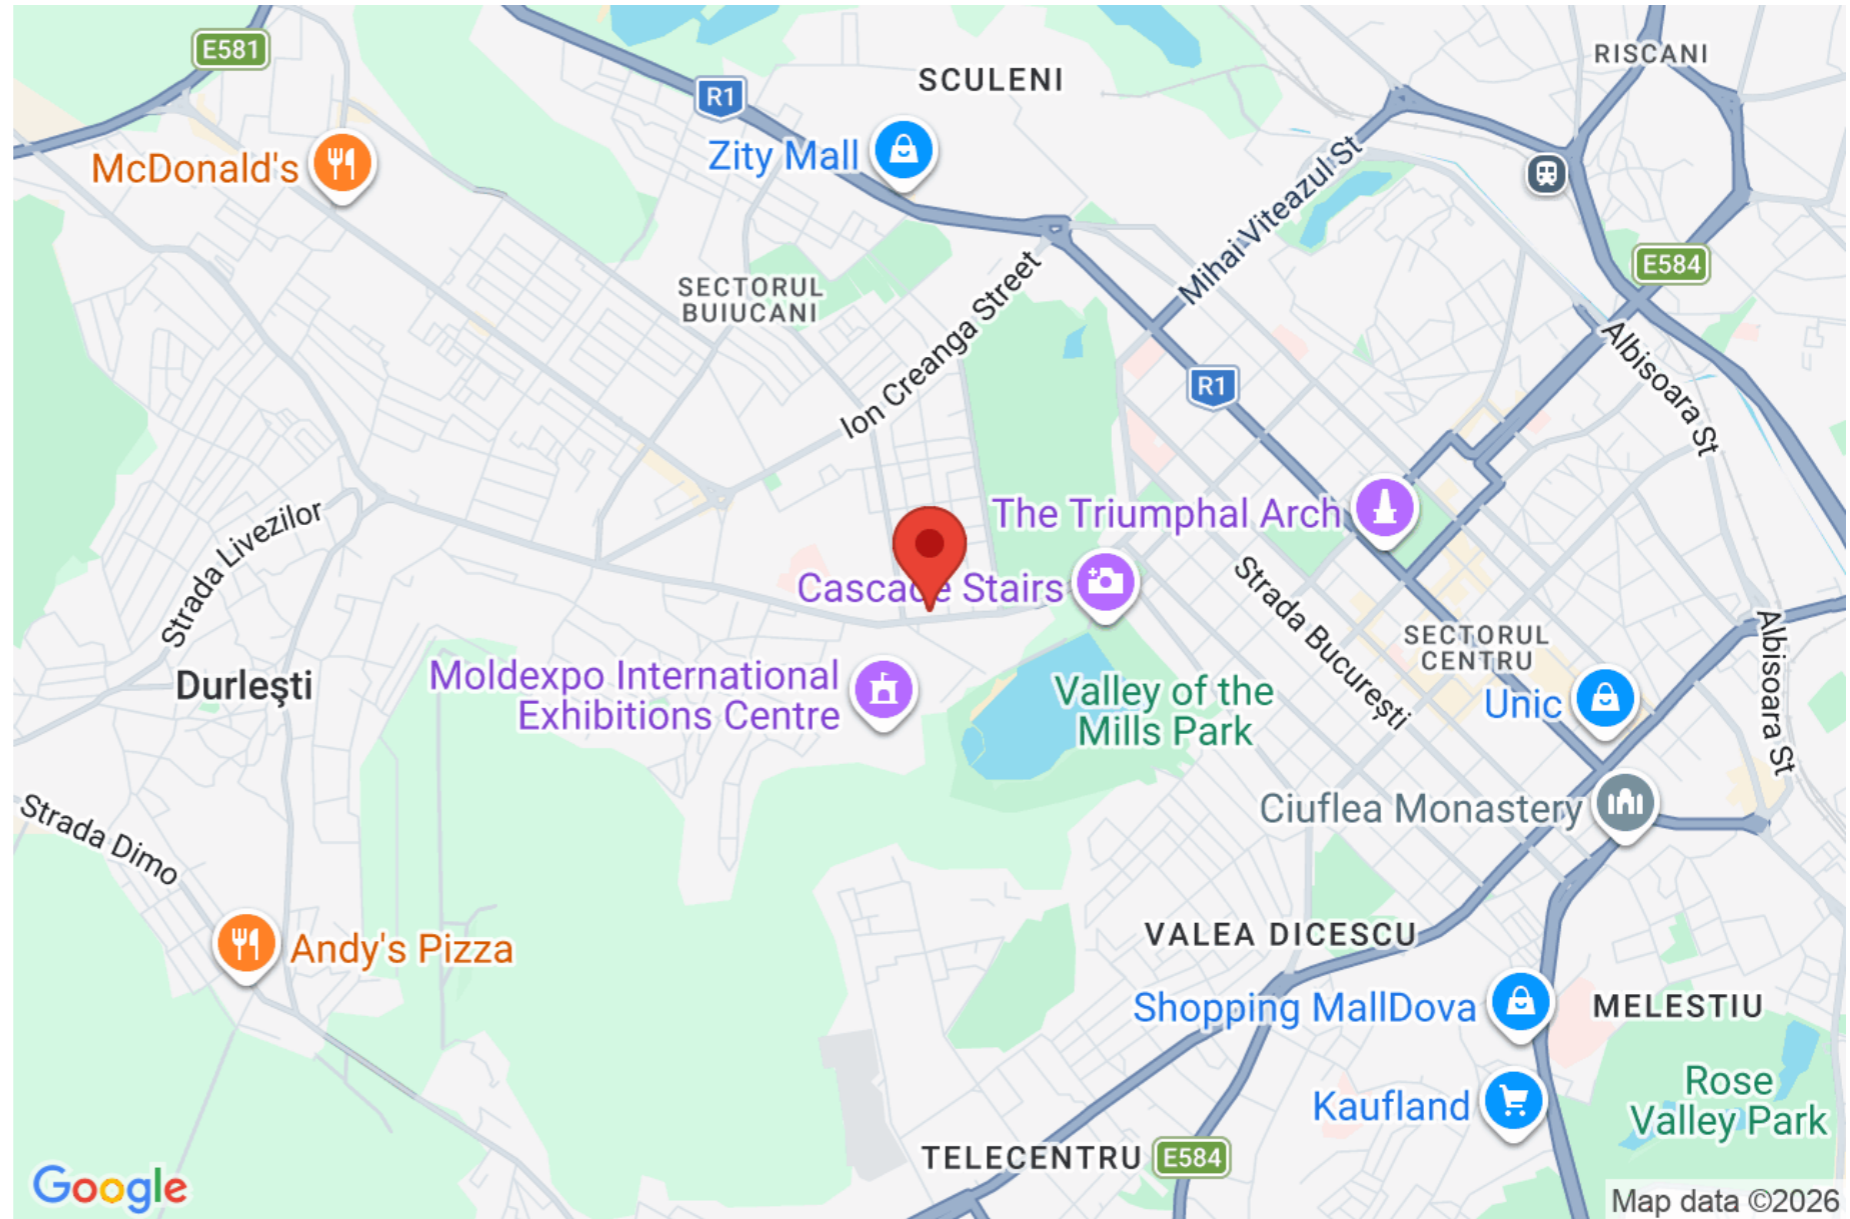 E581
RISCANI
SCULENI
R1
Zity Mall
McDonald's
Mihai Viteazul St
E584
SECTORUL
BUIUCANI
Ion Creanga Street
Albisoara St
R1
Strada Livezilor
The Triumphal Arch
Cascade Stairs
Strada București
Albisoara St
SECTORUL
CENTRU
Durleşti
Moldexpo International
Exhibitions Centre
Valley of the
Mills Park
Unic
Ciuflea Monastery
Strada Dimo
Andy's Pizza
VALEA DICESCU
Shopping MallDova
MELESTIU
Kaufland
Rose
Valley Park
TELECENTRU
E584
Google
Map data ©2026